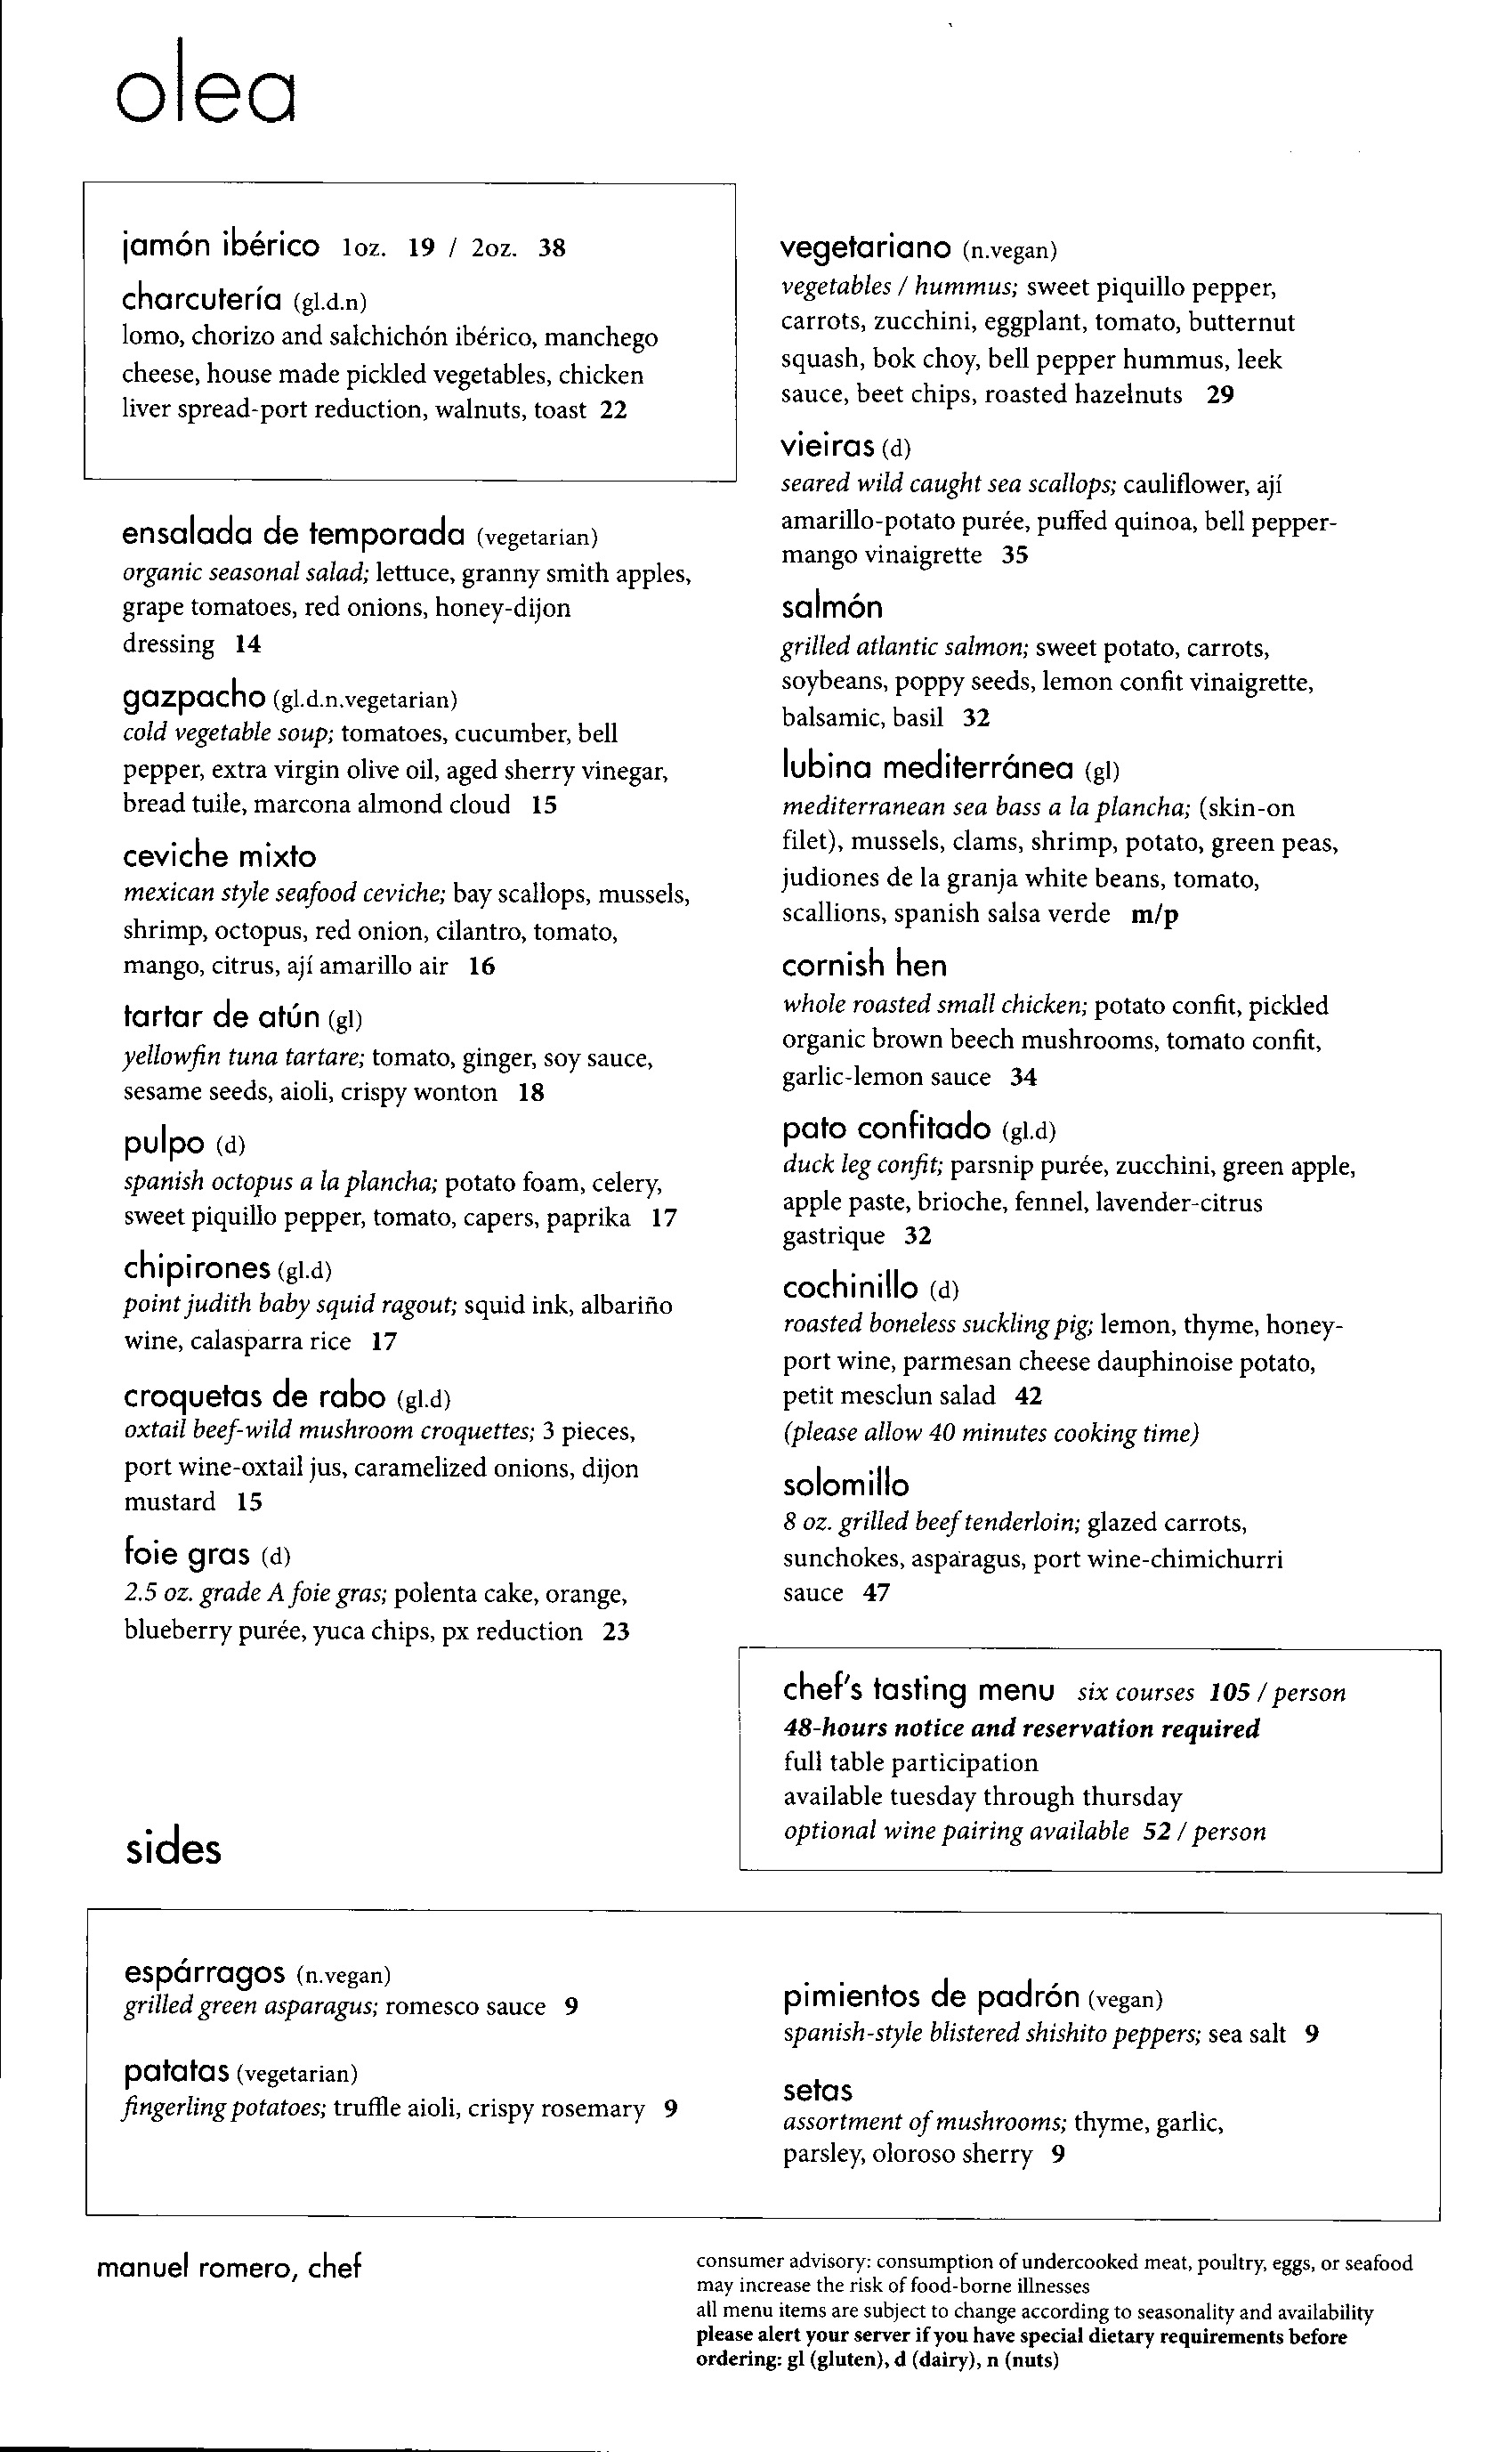 olea
jamón ibérico 1oz. 19 / 2oz. 38
charcutería (gl.d.n)
lomo, chorizo and salchichón ibérico, manchego
cheese, house made pickled vegetables, chicken
liver spread-port reduction, walnuts, toast 22
ensalada de temporada (vegetarian)
organic seasonal salad; lettuce, granny smith apples,
grape tomatoes, red onions, honey-dijon
dressing 14
gazpacho (gl.d.n.vegetarian)
cold vegetable soup; tomatoes, cucumber, bell
pepper, extra virgin olive oil, aged sherry vinegar,
bread tuile, marcona almond cloud 15
ceviche mixto
mexican style seafood ceviche; bay scallops, mussels,
shrimp, octopus, red onion, cilantro, tomato,
mango, citrus, ají amarillo air 16
tartar de atún (gl)
yellowfin tuna tartare; tomato, ginger, soy sauce,
sesame seeds, aioli, crispy wonton 18
pulpo (d)
spanish octopus a la plancha; potato foam, celery,
sweet piquillo pepper, tomato, capers, paprika 17
chipirones (gl.d)
point judith baby squid ragout; squid ink, albariño
wine, calasparra rice 17
croquetas de rabo (gl.d)
oxtail beef-wild mushroom croquettes; 3 pieces,
port wine-oxtail jus, caramelized onions, dijon
mustard 15
foie gras (d)
2.5 oz. grade A foie gras; polenta cake, orange,
blueberry purée, yuca chips, px reduction 23
vegetariano (n.vegan)
vegetables / hummus; sweet piquillo pepper,
carrots, zucchini, eggplant, tomato, butternut
squash, bok choy, bell pepper hummus, leek
sauce, beet chips, roasted hazelnuts 29
vieiras (d)
seared wild caught sea scallops; cauliflower, ají
amarillo-potato purée, puffed quinoa, bell pepper-
mango vinaigrette 35
salmón
grilled atlantic salmon; sweet potato, carrots,
soybeans, poppy seeds, lemon confit vinaigrette,
balsamic, basil 32
lubina mediterránea (gl)
mediterranean sea bass a la plancha; (skin-on
filet), mussels, clams, shrimp, potato, green peas,
judiones de la granja white beans, tomato,
scallions, spanish salsa verde m/p
cornish hen
whole roasted small chicken; potato confit, pickled
organic brown beech mushrooms, tomato confit,
garlic-lemon sauce 34
pato confitado (gl.d)
duck leg confit; parsnip purée, zucchini, green apple,
apple paste, brioche, fennel, lavender-citrus
gastrique 32
cochinillo (d)
roasted boneless suckling pig; lemon, thyme, honey-
port wine, parmesan cheese dauphinoise potato,
petit mesclun salad 42
(please allow 40 minutes cooking time)
solomillo
8 oz. grilled beef tenderloin; glazed carrots,
sunchokes, asparagus, port wine-chimichurri
sauce 47
chef's tasting menu six courses 105 / person
48-hours notice and reservation required
full table participation
available tuesday through thursday
optional wine pairing available 52 / person
sides
espárragos (n.vegan)
grilled green asparagus; romesco sauce 9
patatas (vegetarian)
fingerling potatoes; truffle aioli, crispy rosemary 9
pimientos de padrón (vegan)
spanish-style blistered shishito peppers; sea salt 9
setas
assortment of mushrooms; thyme, garlic,
parsley, oloroso sherry 9
manuel romero, chef
consumer advisory: consumption of undercooked meat, poultry, eggs, or seafood
may increase the risk of food-borne illnesses
all menu items are subject to change according to seasonality and availability
please alert your server if you have special dietary requirements before
ordering: gl (gluten), d (dairy), n (nuts)